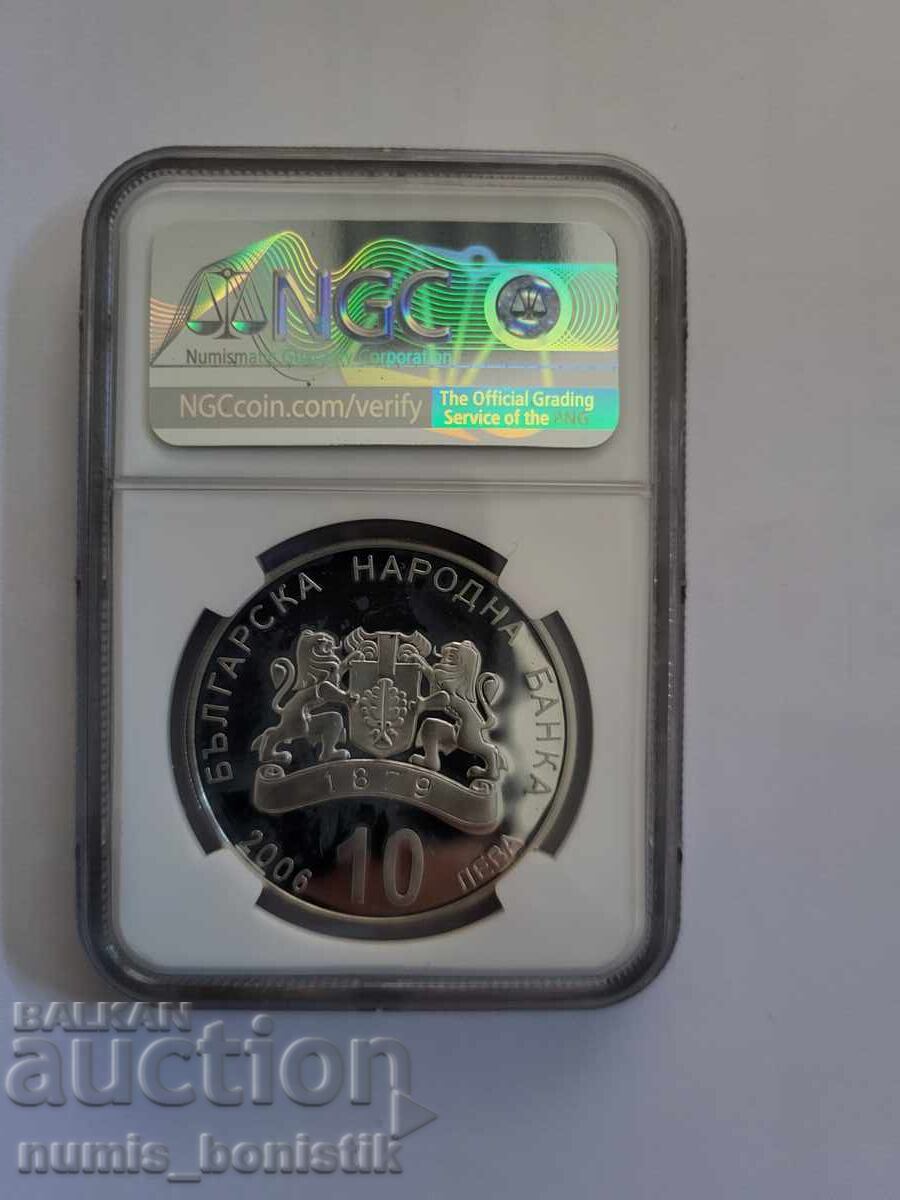 NGC
Numismatic Guaranty Corporation
NGCcoin.com/verify
The Official Grading
Service of the PNG
БЪЛГАРСКА НАРОДНА БАНКА
1879
2006 10 ЛЕВА
BALKAN
auction
numis_bonistik